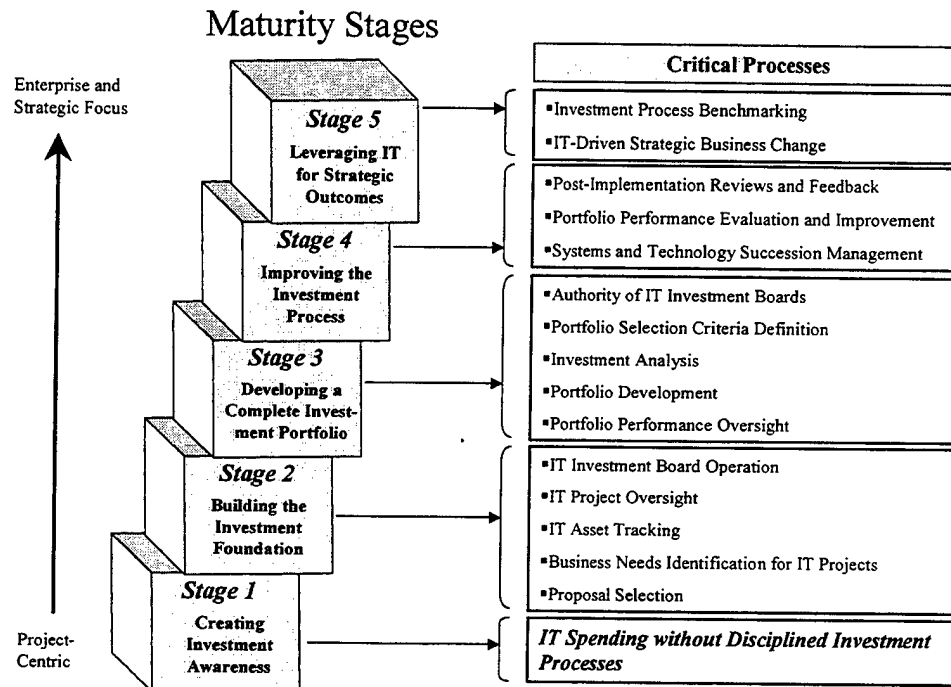 Maturity Stages
Enterprise and
Strategic Focus
Project-
Centric
Stage 5
Leveraging IT
for Strategic
Outcomes
Stage 4
Improving the
Investment
Process
Stage 3
Developing a
Complete Invest-
ment Portfolio
Stage 2
Building the
Investment
Foundation
Stage 1
Creating
Investment
Awareness
Critical Processes
▪Investment Process Benchmarking
▪IT-Driven Strategic Business Change
▪Post-Implementation Reviews and Feedback
▪Portfolio Performance Evaluation and Improvement
▪Systems and Technology Succession Management
▪Authority of IT Investment Boards
▪Portfolio Selection Criteria Definition
▪Investment Analysis
▪Portfolio Development
▪Portfolio Performance Oversight
▪IT Investment Board Operation
▪IT Project Oversight
▪IT Asset Tracking
▪Business Needs Identification for IT Projects
▪Proposal Selection
IT Spending without Disciplined Investment
Processes